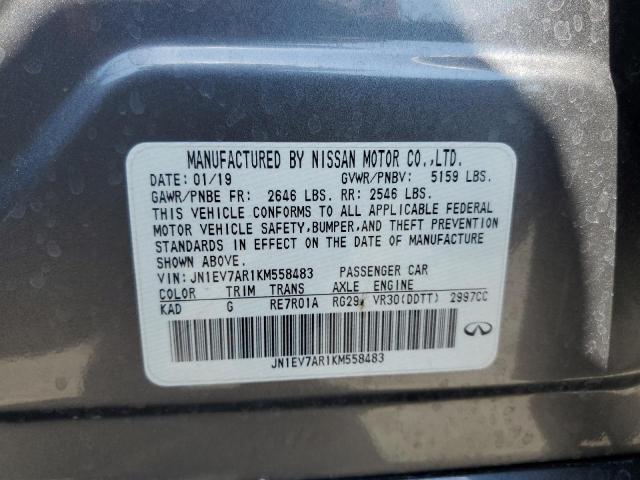 MANUFACTURED BY NISSAN MOTOR CO.,LTD.
DATE: 01/19 GVWR/PNBV: 5159 LBS.
GAWR/PNBE FR: 2646 LBS. RR: 2546 LBS.
THIS VEHICLE CONFORMS TO ALL APPLICABLE FEDERAL
MOTOR VEHICLE SAFETY,BUMPER,AND THEFT PREVENTION
STANDARDS IN EFFECT ON THE DATE OF MANUFACTURE
SHOWN ABOVE.
VIN: JN1EV7AR1KM558483 PASSENGER CAR
COLOR TRIM TRANS AXLE ENGINE
KAD G RE7R01A RG29 VR30(DDTT) 2997CC
JN1EV7AR1KM558483